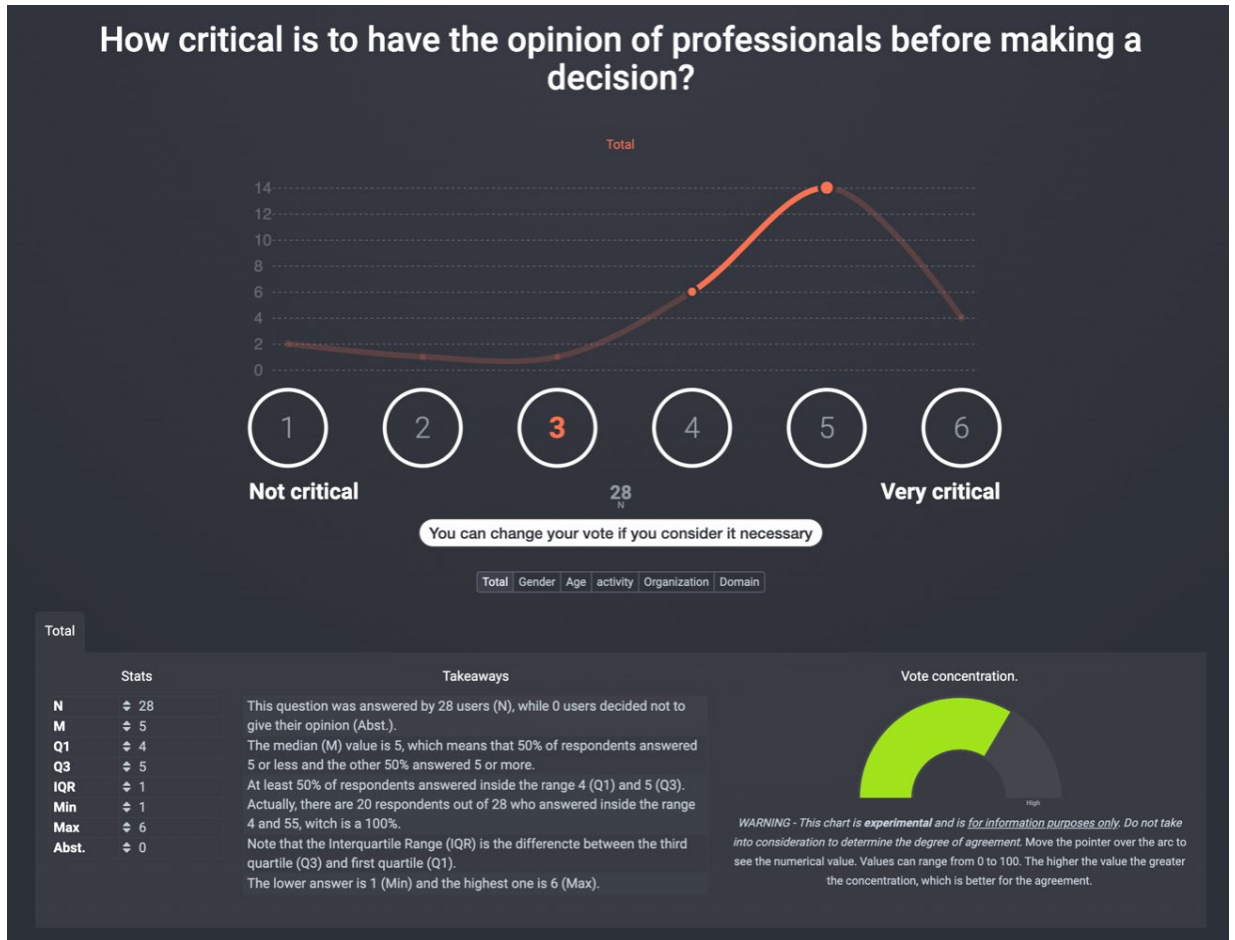 How critical is to have the opinion of professionals before making a
decision?
Total
14
12
10
8
6
4
2
0
1 2 3 4 5 6
Not critical 28 Very critical
N
You can change your vote if you consider it necessary
Total Gender Age activity Organization Domain
Total
Stats
N 28
M 5
Q1 4
Q3 5
IQR 1
Min 1
Max 6
Abst. 0
Takeaways
This question was answered by 28 users (N), while 0 users decided not to
give their opinion (Abst.).
The median (M) value is 5, which means that 50% of respondents answered
5 or less and the other 50% answered 5 or more.
At least 50% of respondents answered inside the range 4 (Q1) and 5 (Q3).
Actually, there are 20 respondents out of 28 who answered inside the range
4 and 55, witch is a 100%.
Note that the Interquartile Range (IQR) is the differencte between the third
quartile (Q3) and first quartile (Q1).
The lower answer is 1 (Min) and the highest one is 6 (Max).
Vote concentration.
High
WARNING - This chart is experimental and is for information purposes only. Do not take
into consideration to determine the degree of agreement. Move the pointer over the arc to
see the numerical value. Values can range from 0 to 100. The higher the value the greater
the concentration, which is better for the agreement.